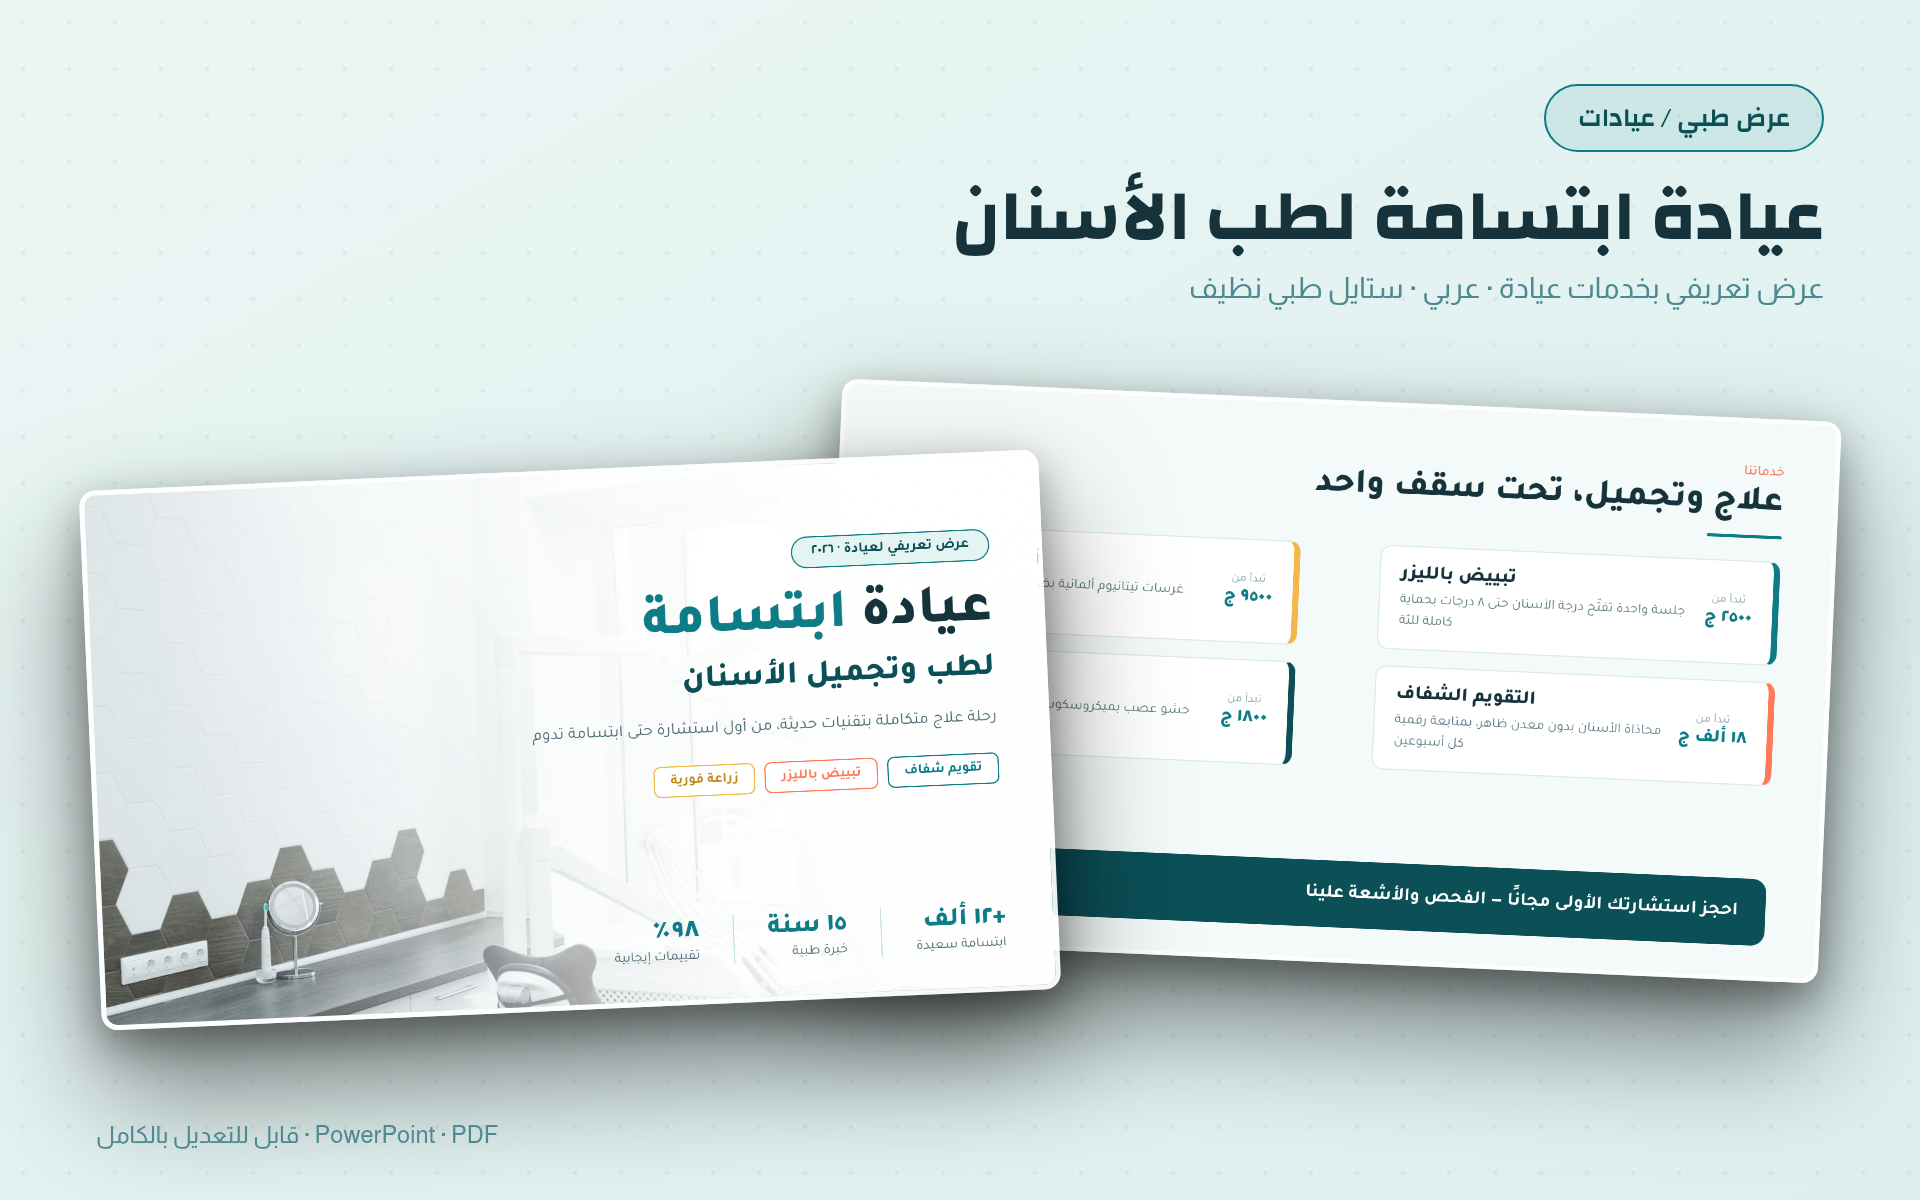 عرض طبي / عيادات
عيادة ابتسامة لطب الأسنان
عرض تعريفي بخدمات عيادة · عربي · ستايل طبي نظيف
خدماتنا
علاج وتجميل، تحت سقف واحد
تبييض بالليزر
جلسة واحدة تفتّح درجة الأسنان حتى ٨ درجات بحماية
كاملة للثة
تبدأ من
٢٥٠٠ ج
غرسات تيتانيوم ألمانية
تبدأ من
٩٥٠٠ ج
التقويم الشفاف
محاذاة الأسنان بدون معدن ظاهر، بمتابعة رقمية
كل أسبوعين
تبدأ من
١٨ ألف ج
حشو عصب بميكروسكوب
تبدأ من
١٨٠٠ ج
احجز استشارتك الأولى مجانًا – الفحص والأشعة علينا
عرض تعريفي لعيادة · ٢٠٢٦
عيادة ابتسامة
لطب وتجميل الأسنان
رحلة علاج متكاملة بتقنيات حديثة، من أول استشارة حتى ابتسامة تدوم
تقويم شفاف
تبييض بالليزر
زراعة فورية
+١٢ ألف
ابتسامة سعيدة
١٥ سنة
خبرة طبية
٩٨٪
تقييمات إيجابية
PowerPoint · PDF · قابل للتعديل بالكامل